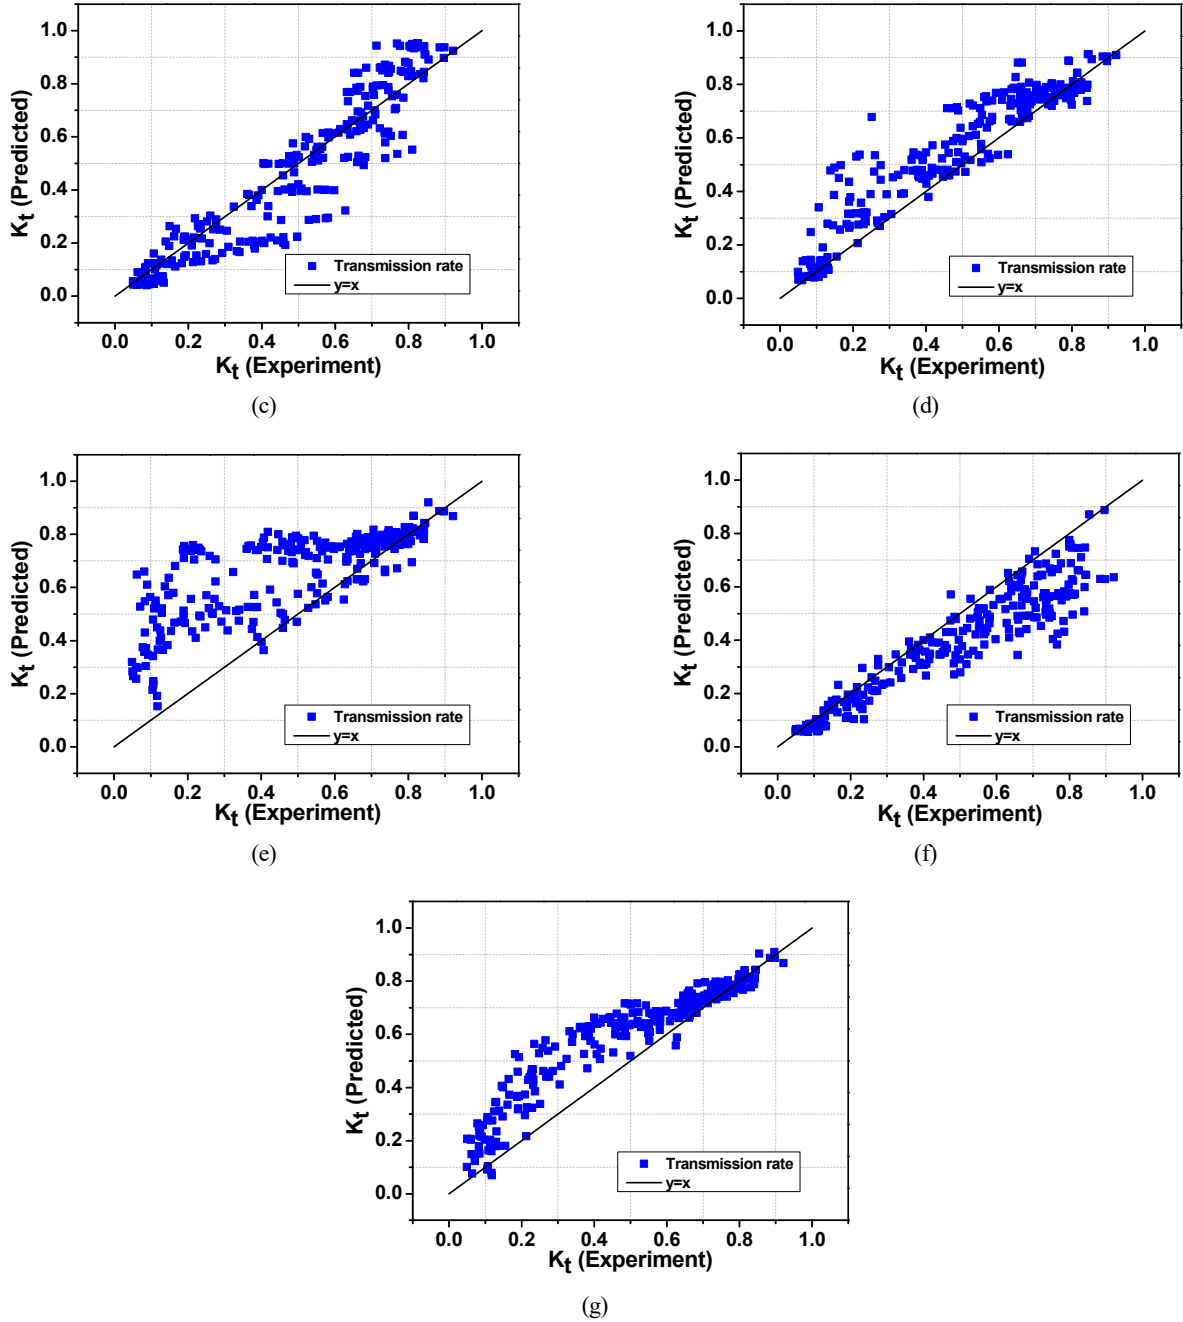 1.0
0.8
0.6
0.4
0.2
0.0
Kt (Predicted)
Transmission rate
y=x
0.0 0.2 0.4 0.6 0.8 1.0
Kt (Experiment)
(c)
1.0
0.8
0.6
0.4
0.2
0.0
Kt (Predicted)
Transmission rate
y=x
0.0 0.2 0.4 0.6 0.8 1.0
Kt (Experiment)
(d)
1.0
0.8
0.6
0.4
0.2
0.0
Kt (Predicted)
Transmission rate
y=x
0.0 0.2 0.4 0.6 0.8 1.0
Kt (Experiment)
(e)
1.0
0.8
0.6
0.4
0.2
0.0
Kt (Predicted)
Transmission rate
y=x
0.0 0.2 0.4 0.6 0.8 1.0
Kt (Experiment)
(f)
1.0
0.8
0.6
0.4
0.2
0.0
Kt (Predicted)
Transmission rate
y=x
0.0 0.2 0.4 0.6 0.8 1.0
Kt (Experiment)
(g)